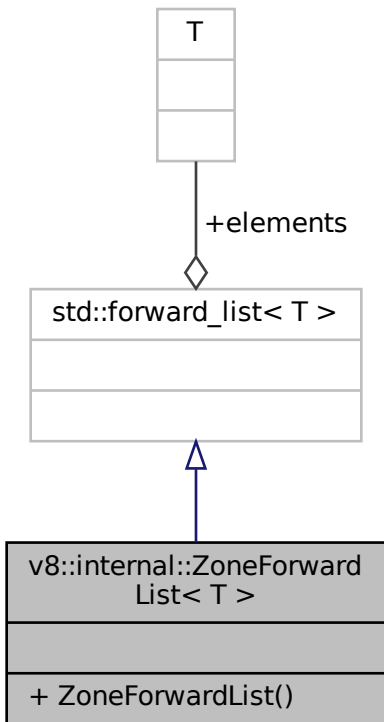 T
+elements
std::forward_list< T >
v8::internal::ZoneForward
List< T >
+ ZoneForwardList()